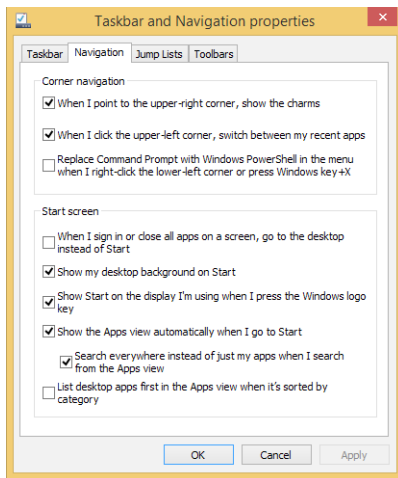 Taskbar and Navigation properties
Taskbar Navigation Jump Lists Toolbars
Corner navigation
When I point to the upper-right corner, show the charms
When I click the upper-left corner, switch between my recent apps
Replace Command Prompt with Windows PowerShell in the menu
when I right-click the lower-left corner or press Windows key+X
Start screen
When I sign in or close all apps on a screen, go to the desktop
instead of Start
Show my desktop background on Start
Show Start on the display I'm using when I press the Windows logo
key
Show the Apps view automatically when I go to Start
Search everywhere instead of just my apps when I search
from the Apps view
List desktop apps first in the Apps view when it's sorted by
category
OK Cancel Apply